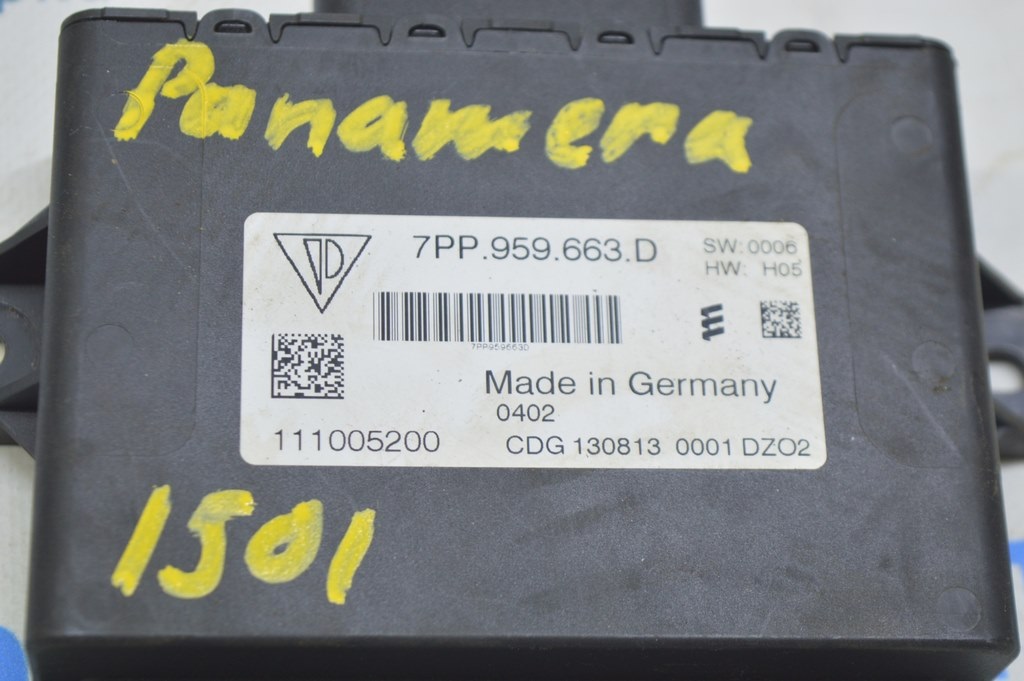 Panamera
7PP.959.663.D
SW:0006
HW: H05
7PP959663D
Made in Germany
0402
111005200
CDG 130813 0001 DZO2
1501